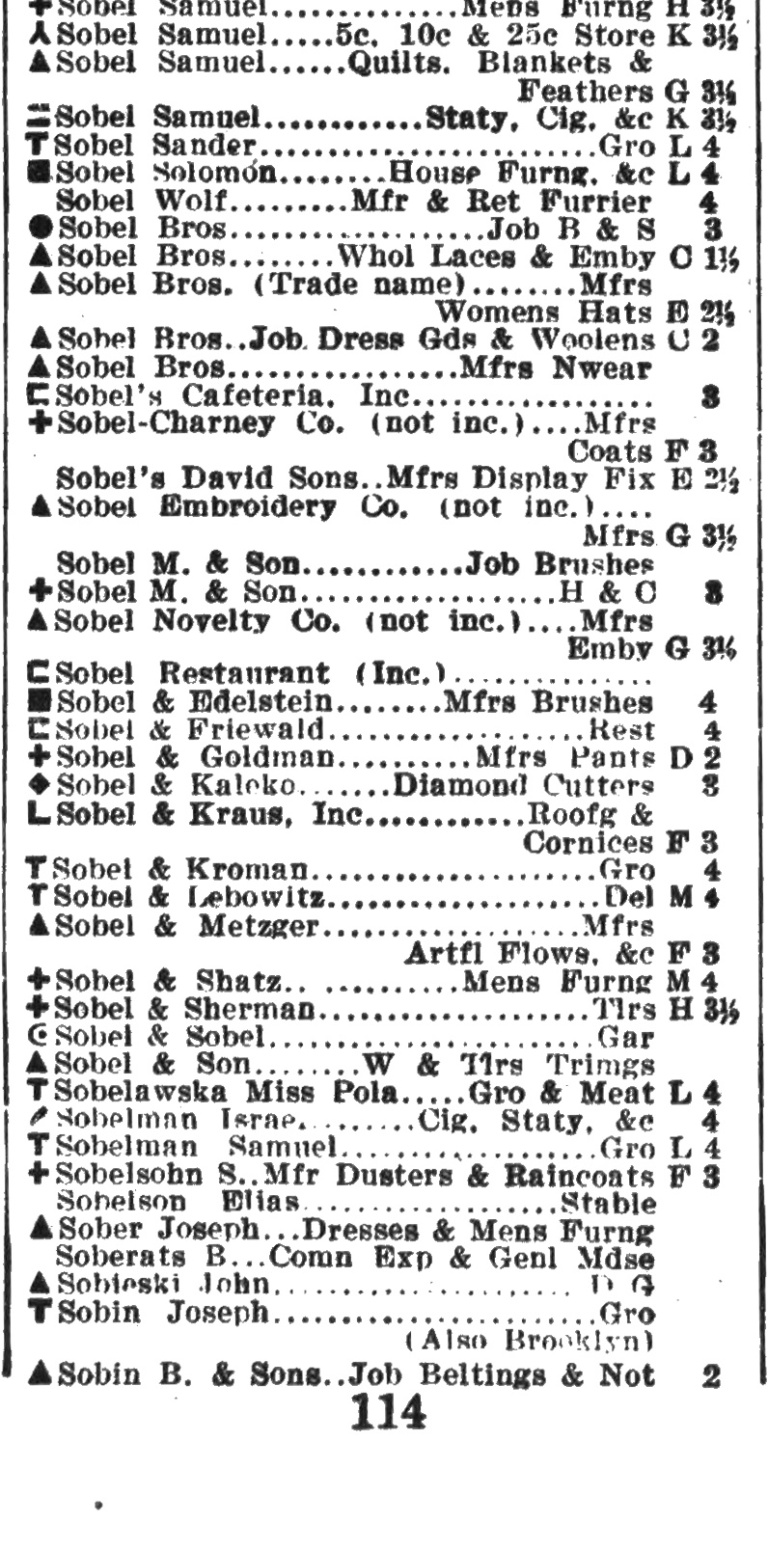 ✚Sobel Samuel..............Mens Furng H 3½
⅄Sobel Samuel.....5c, 10c & 25c Store K 3½
▲Sobel Samuel......Quilts, Blankets &
Feathers G 3½
Sobel Samuel............Staty, Cig, &c K 3½
TSobel Sander.........................Gro L 4
■Sobel Solomon........House Furng, &c L 4
Sobel Wolf.........Mfr & Ret Furrier 4
●Sobel Bros...................Job B & S 3
▲Sobel Bros........Whol Laces & Emby C 1½
▲Sobel Bros. (Trade name)........Mfrs
Womens Hats E 2½
▲Sobel Bros..Job Dress Gds & Woolens C 2
▲Sobel Bros.................Mfrs Nwear
⊏Sobel's Cafeteria, Inc.................. 3
✚Sobel-Charney Co. (not inc.)....Mfrs
Coats F 3
Sobel's David Sons..Mfrs Display Fix E 2½
▲Sobel Embroidery Co. (not inc.)....
Mfrs G 3½
Sobel M. & Son............Job Brushes
✚Sobel M. & Son...................H & C 3
▲Sobel Novelty Co. (not inc.)....Mfrs
Emby G 3½
⊏Sobel Restaurant (Inc.)...............
■Sobel & Edelstein........Mfrs Brushes 4
⊏Sobel & Friewald...................Rest 4
✚Sobel & Goldman..........Mfrs Pants D 2
◆Sobel & Kaleko.......Diamond Cutters 3
LSobel & Kraus, Inc............Roofg &
Cornices F 3
TSobel & Kroman......................Gro 4
TSobel & Lebowitz....................Del M 4
▲Sobel & Metzger................Mfrs
Artfl Flows, &c F 3
✚Sobel & Shatz.. ..........Mens Furng M 4
✚Sobel & Sherman....................Tlrs H 3½
☪Sobel & Sobel........................Gar
▲Sobel & Son........W & Tlrs Trimgs
TSobelawska Miss Pola.....Gro & Meat L 4
Sobelman Israel.........Cig, Staty, &c 4
TSobelman Samuel...................Gro L 4
✚Sobelsohn S..Mfr Dusters & Raincoats F 3
Sobelson Elias...................Stable
▲Sober Joseph...Dresses & Mens Furng
Soberats B...Comn Exp & Genl Mdse
▲Sobieski John...................... D G
TSobin Joseph........................Gro
(Also Brooklyn)
▲Sobin B. & Sons..Job Beltings & Not 2
114